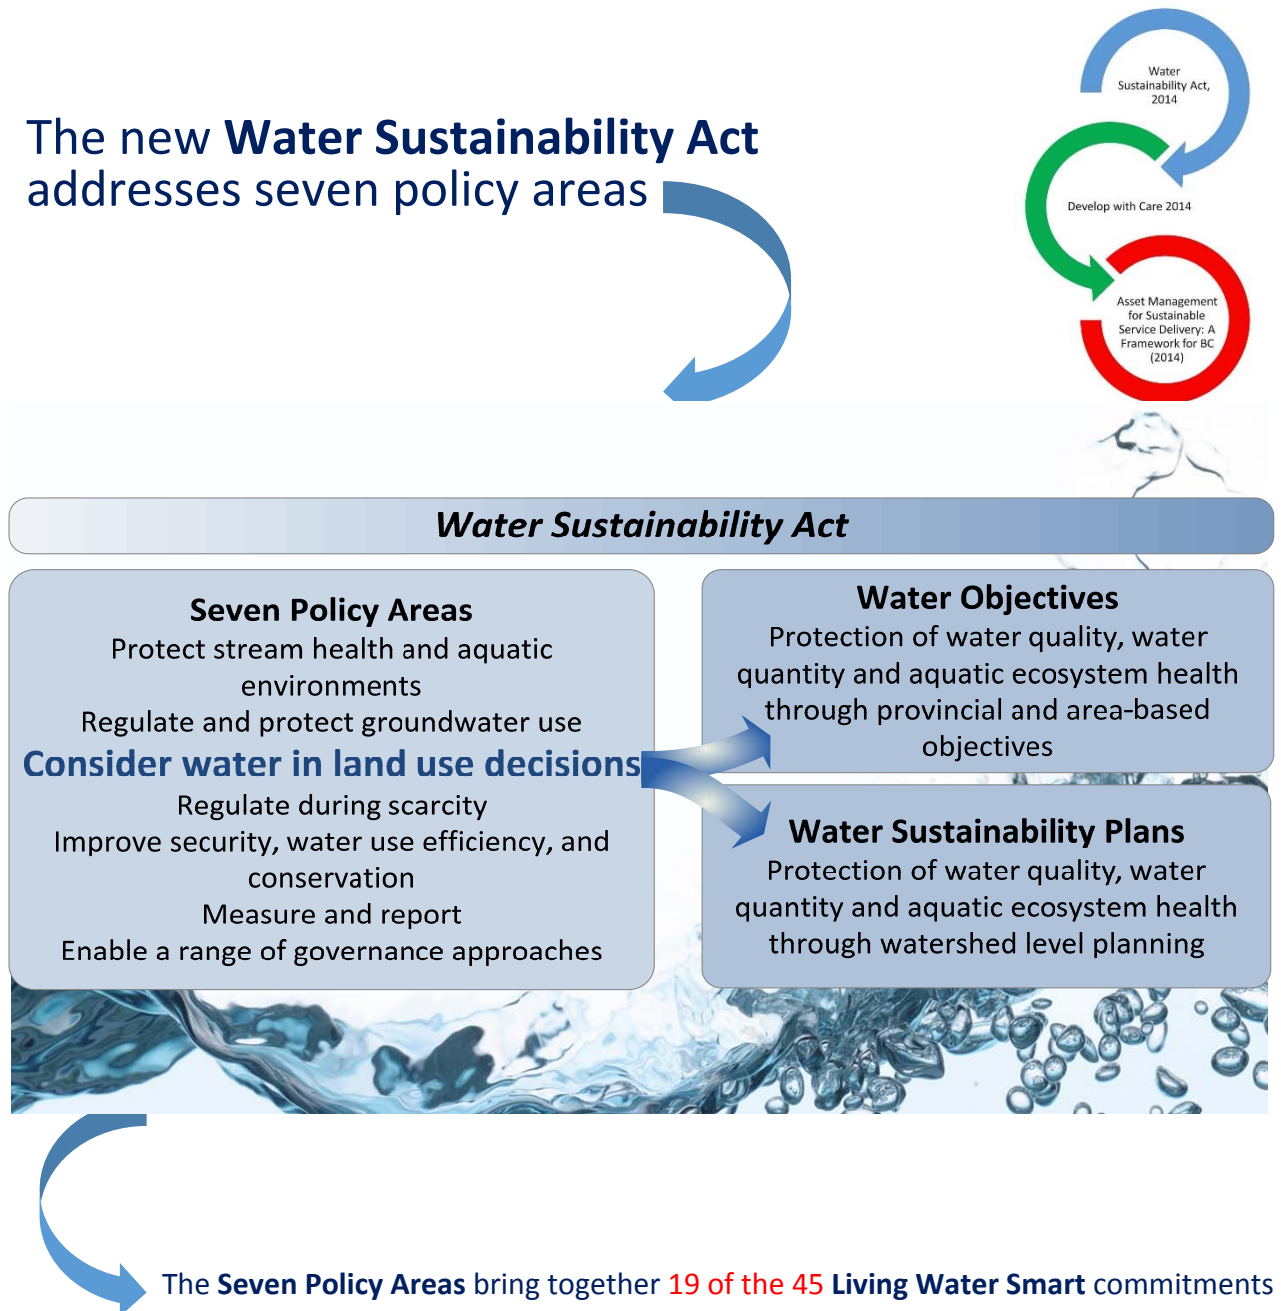 The new Water Sustainability Act
addresses seven policy areas
Water
Sustainability Act,
2014
Develop with Care 2014
Asset Management
for Sustainable
Service Delivery: A
Framework for BC
(2014)
Water Sustainability Act
Seven Policy Areas
Protect stream health and aquatic
environments
Regulate and protect groundwater use
Consider water in land use decisions
Regulate during scarcity
Improve security, water use efficiency, and
conservation
Measure and report
Enable a range of governance approaches
Water Objectives
Protection of water quality, water
quantity and aquatic ecosystem health
through provincial and area-based
objectives
Water Sustainability Plans
Protection of water quality, water
quantity and aquatic ecosystem health
through watershed level planning
The Seven Policy Areas bring together 19 of the 45 Living Water Smart commitments